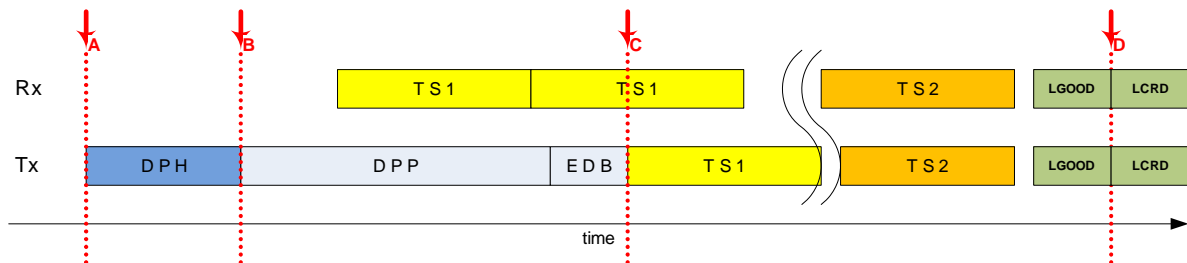 A B C D
Rx TS1 TS1 TS2 LGOOD LCRD
Tx DPH DPP EDB TS1 TS2 LGOOD LCRD
time